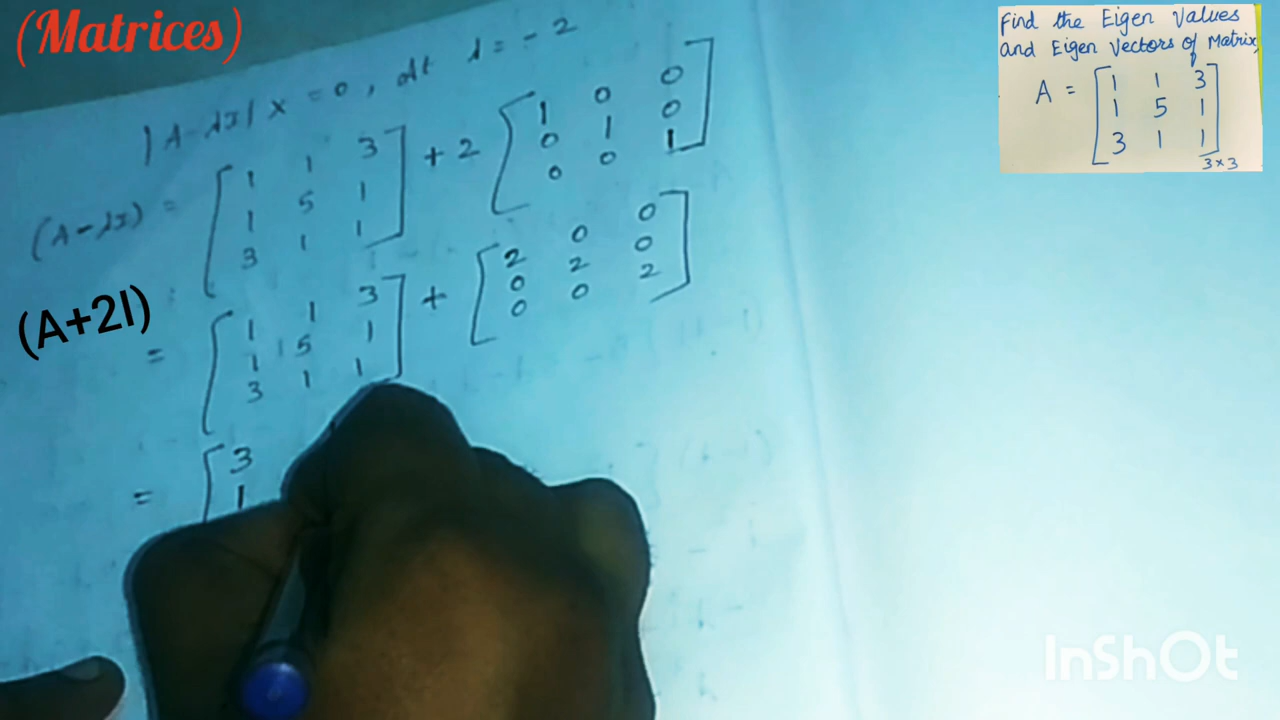 (Matrices)
Find the Eigen Values
and Eigen Vectors of Matrix,
A = [ 1 1 3
1 5 1
3 1 1 ] 3×3
|A-λI| x = 0, At λ = -2
(A-λI) = [ 1 1 3
1 5 1
3 1 1 ] + 2 [ 1 0 0
0 1 0
0 0 1 ]
(A+2I)
= [ 1 1 3
1 5 1
3 1 1 ] + [ 2 0 0
0 2 0
0 0 2 ]
= [ 3
1
InShOt